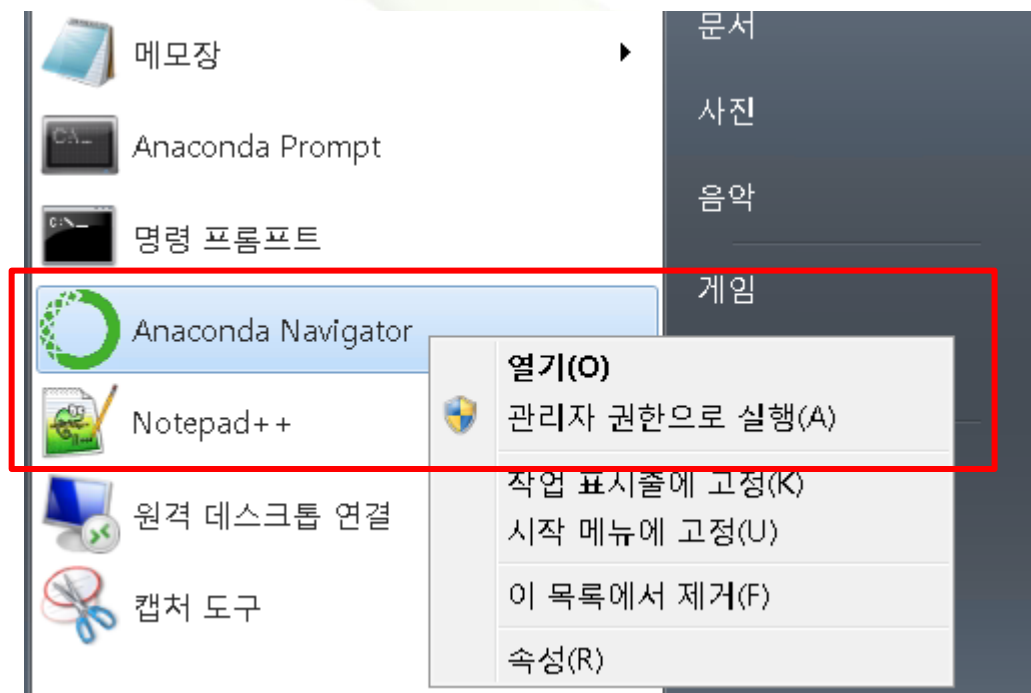 메모장
Anaconda Prompt
명령 프롬프트
Anaconda Navigator
Notepad++
원격 데스크톱 연결
캡처 도구
문서
사진
음악
게임
열기(O)
관리자 권한으로 실행(A)
작업 표시줄에 고정(K)
시작 메뉴에 고정(U)
이 목록에서 제거(F)
속성(R)